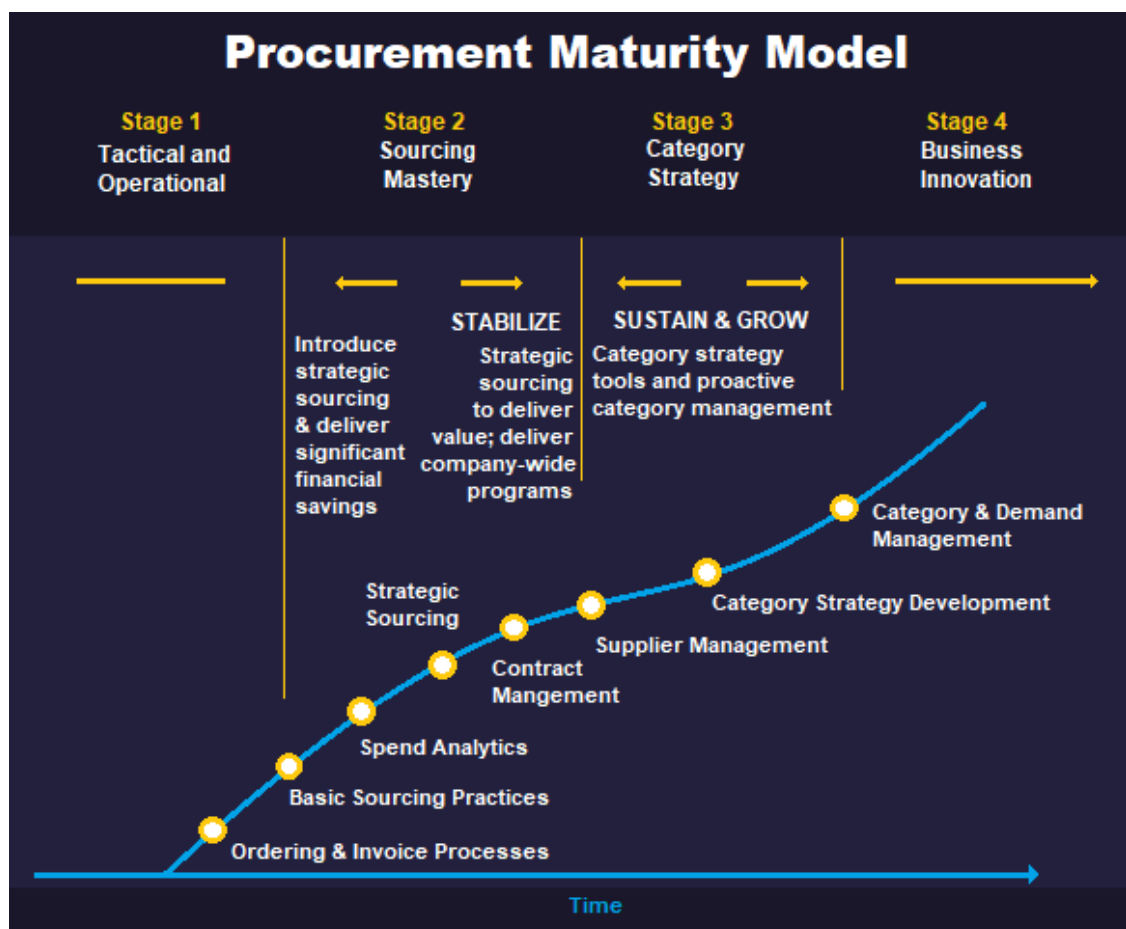 Procurement Maturity Model
Stage 1
Tactical and
Operational
Stage 2
Sourcing
Mastery
Stage 3
Category
Strategy
Stage 4
Business
Innovation
Introduce
strategic
sourcing
& deliver
significant
financial
savings
STABILIZE
Strategic
sourcing
to deliver
value; deliver
company-wide
programs
SUSTAIN & GROW
Category strategy
tools and proactive
category management
Category & Demand
Management
Strategic
Sourcing
Category Strategy Development
Supplier Management
Contract
Mangement
Spend Analytics
Basic Sourcing Practices
Ordering & Invoice Processes
Time